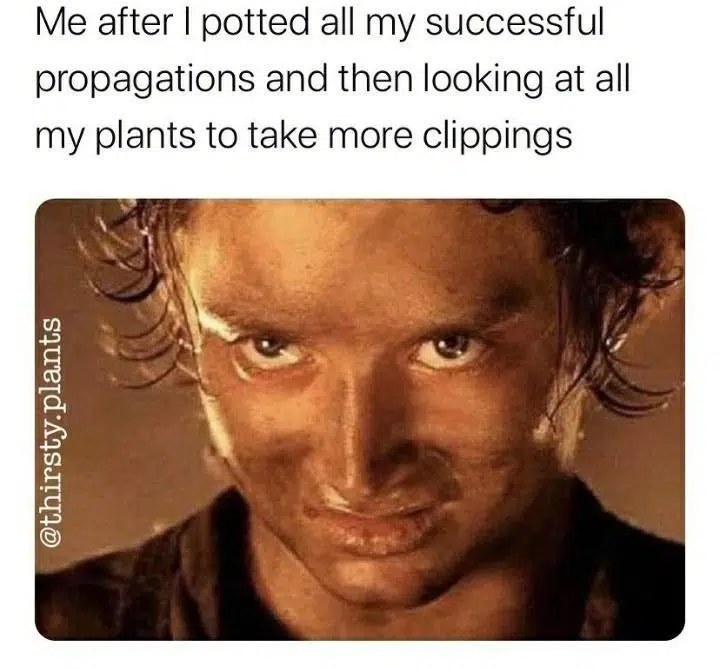 Me after I potted all my successful
propagations and then looking at all
my plants to take more clippings
@thirsty.plants